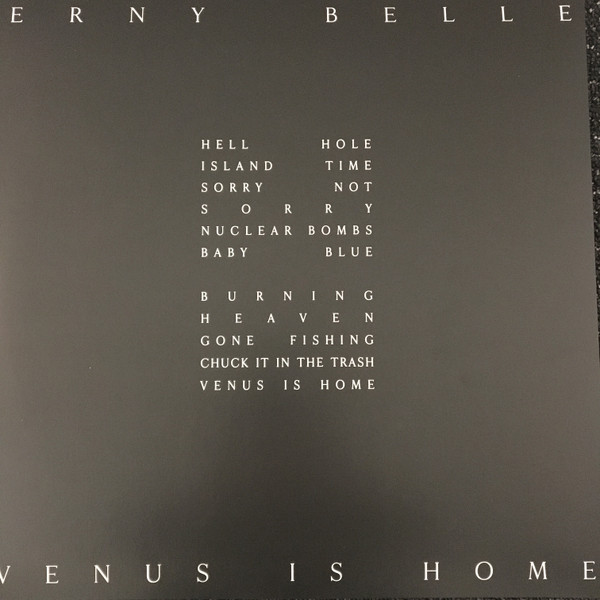 ERNY BELLE
HELL HOLE
ISLAND TIME
SORRY NOT
SORRY
NUCLEAR BOMBS
BABY BLUE
BURNING
HEAVEN
GONE FISHING
CHUCK IT IN THE TRASH
VENUS IS HOME
VENUS IS HOME